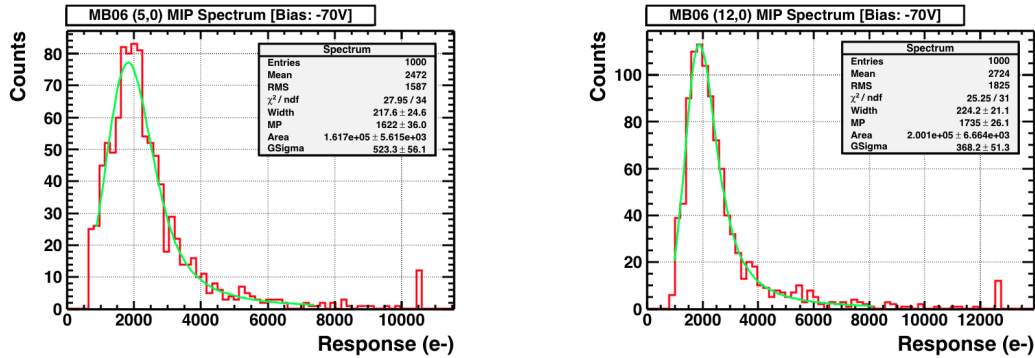 MB06 (5,0) MIP Spectrum [Bias: -70V]
Counts
80
70
60
50
40
30
20
10
0
Spectrum
Entries 1000
Mean 2472
RMS 1587
χ² / ndf 27.95 / 34
Width 217.6 ± 24.6
MP 1622 ± 36.0
Area 1.617e+05 ± 5.615e+03
GSigma 523.3 ± 56.1
0 2000 4000 6000 8000 10000
Response (e-)
MB06 (12,0) MIP Spectrum [Bias: -70V]
Counts
100
80
60
40
20
0
Spectrum
Entries 1000
Mean 2724
RMS 1825
χ² / ndf 25.25 / 31
Width 224.2 ± 21.1
MP 1735 ± 26.1
Area 2.001e+05 ± 6.664e+03
GSigma 368.2 ± 51.3
0 2000 4000 6000 8000 10000 12000
Response (e-)